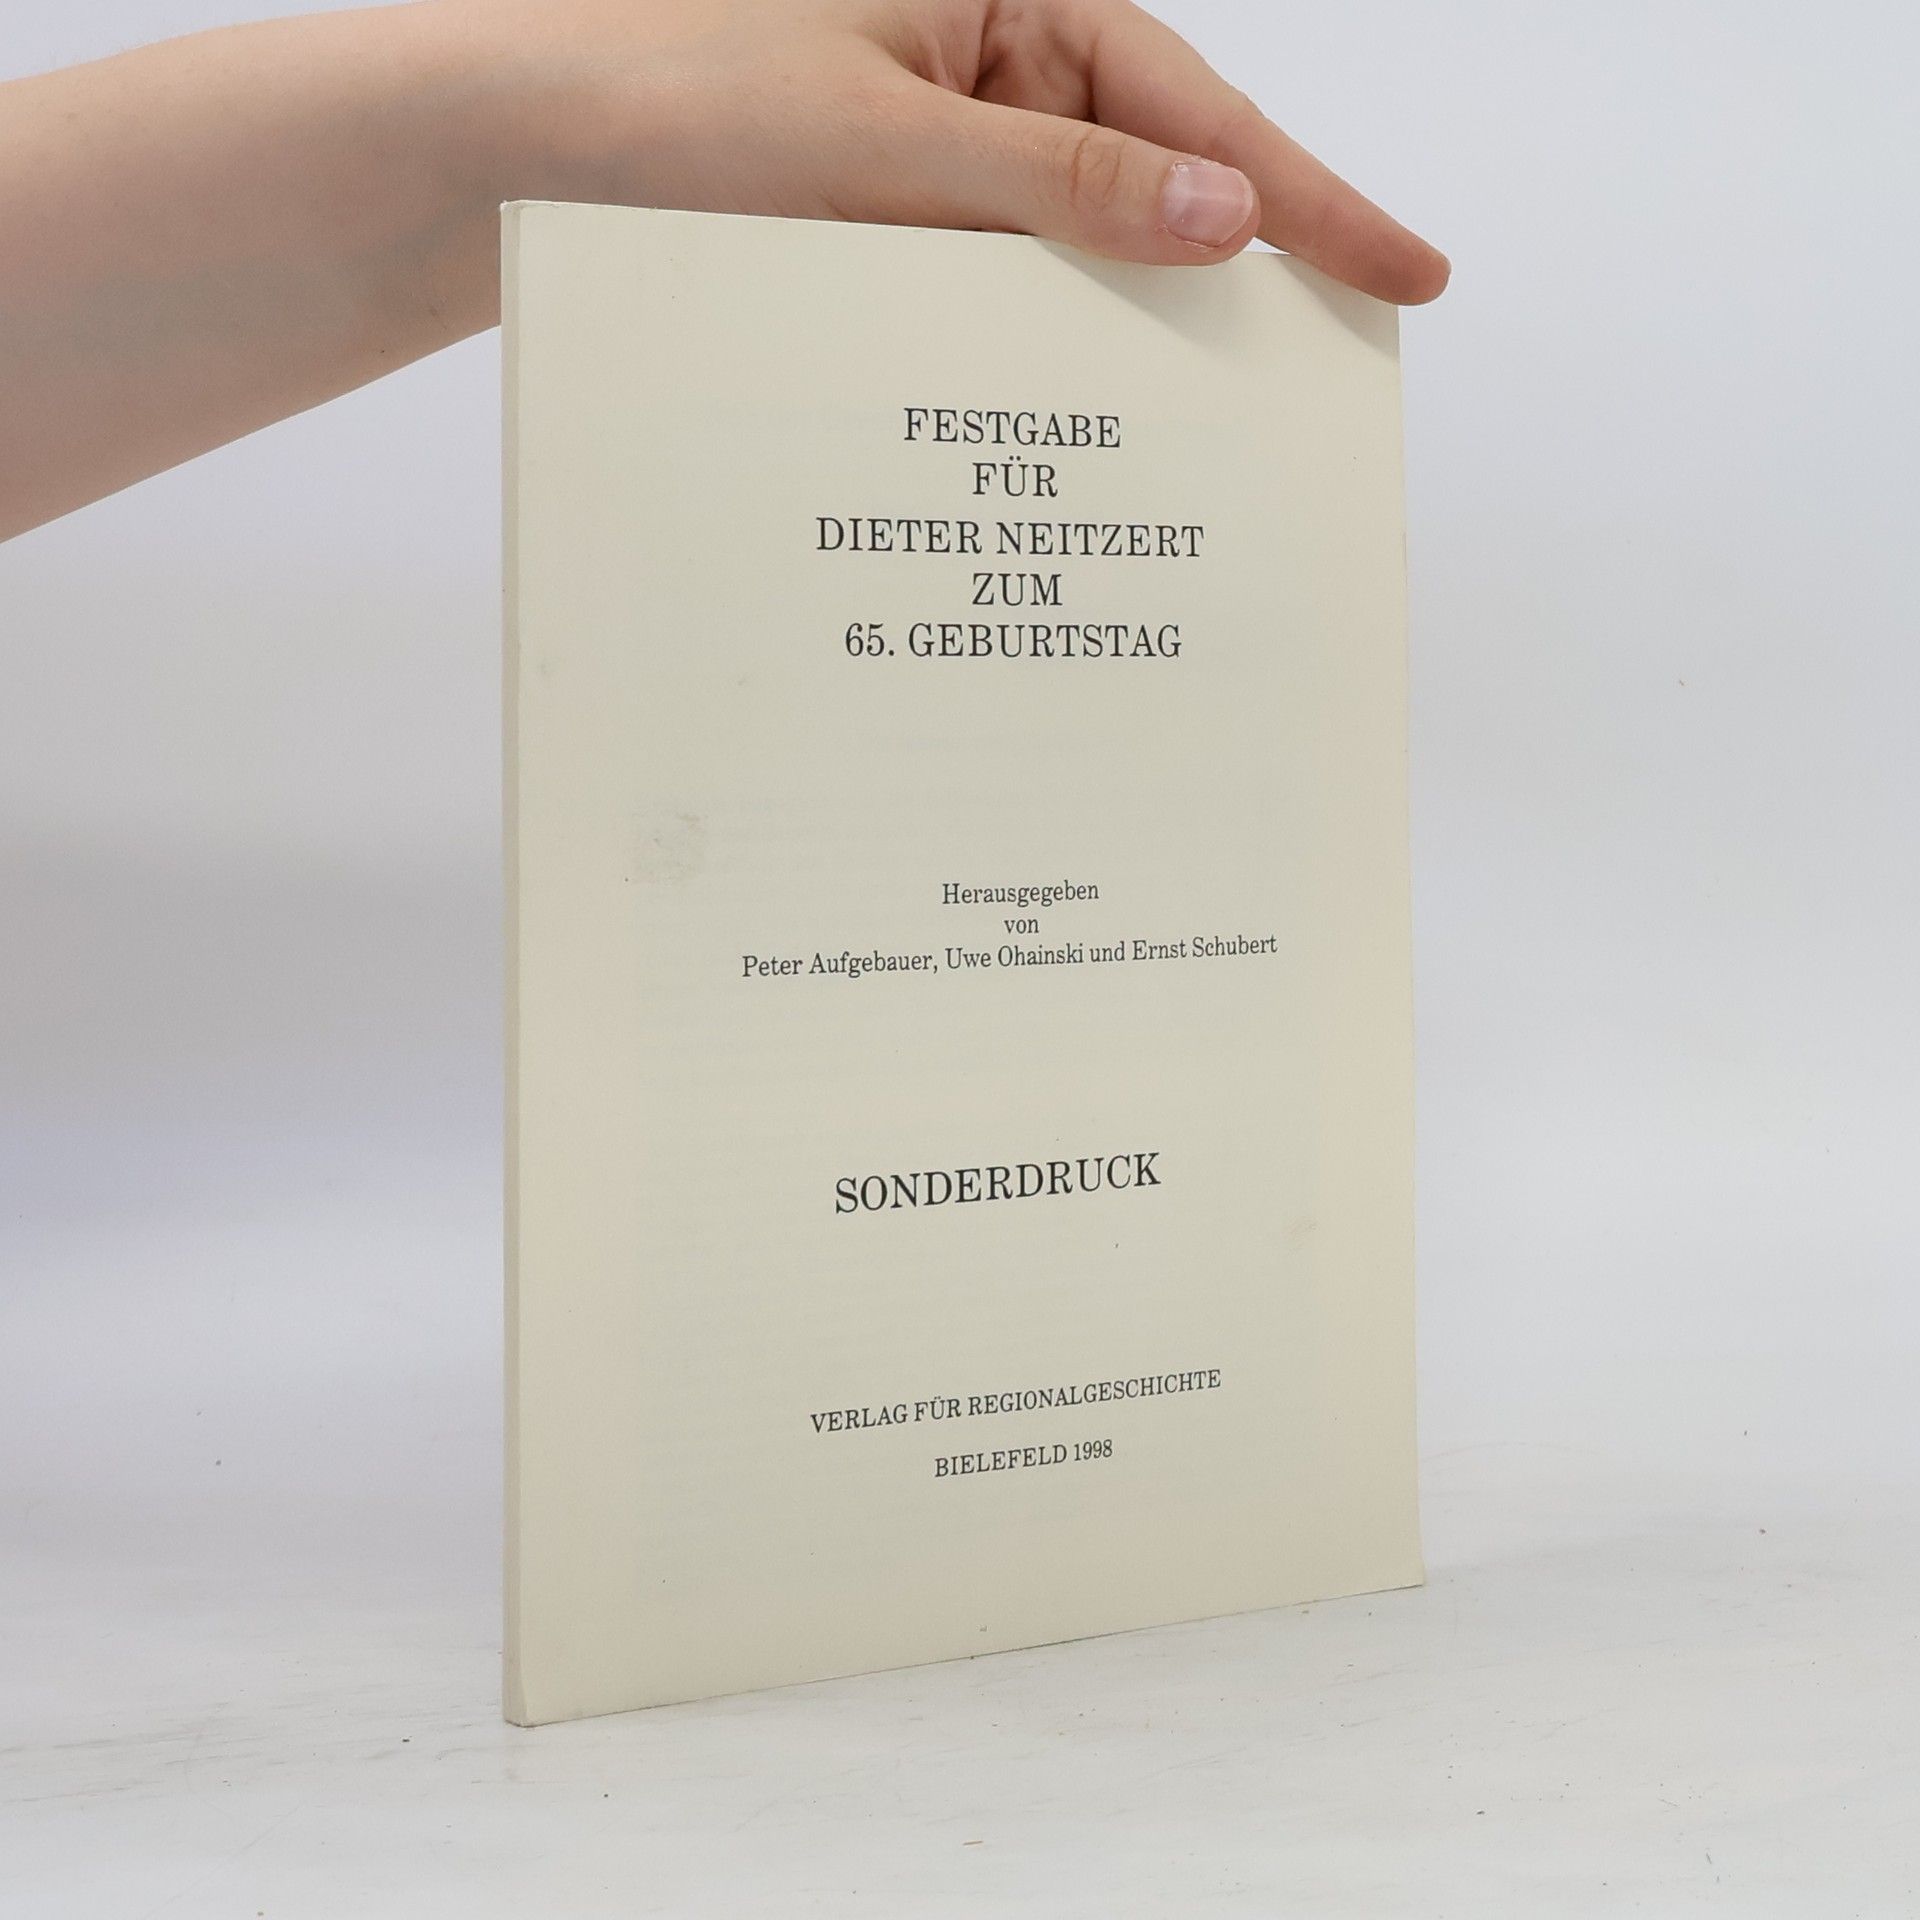 FESTGABE
FÜR
DIETER NEITZERT
ZUM
65. GEBURTSTAG
Herausgegeben
von
Peter Aufgebauer, Uwe Ohainski und Ernst Schubert
SONDERDRUCK
VERLAG FÜR REGIONALGESCHICHTE
BIELEFELD 1998